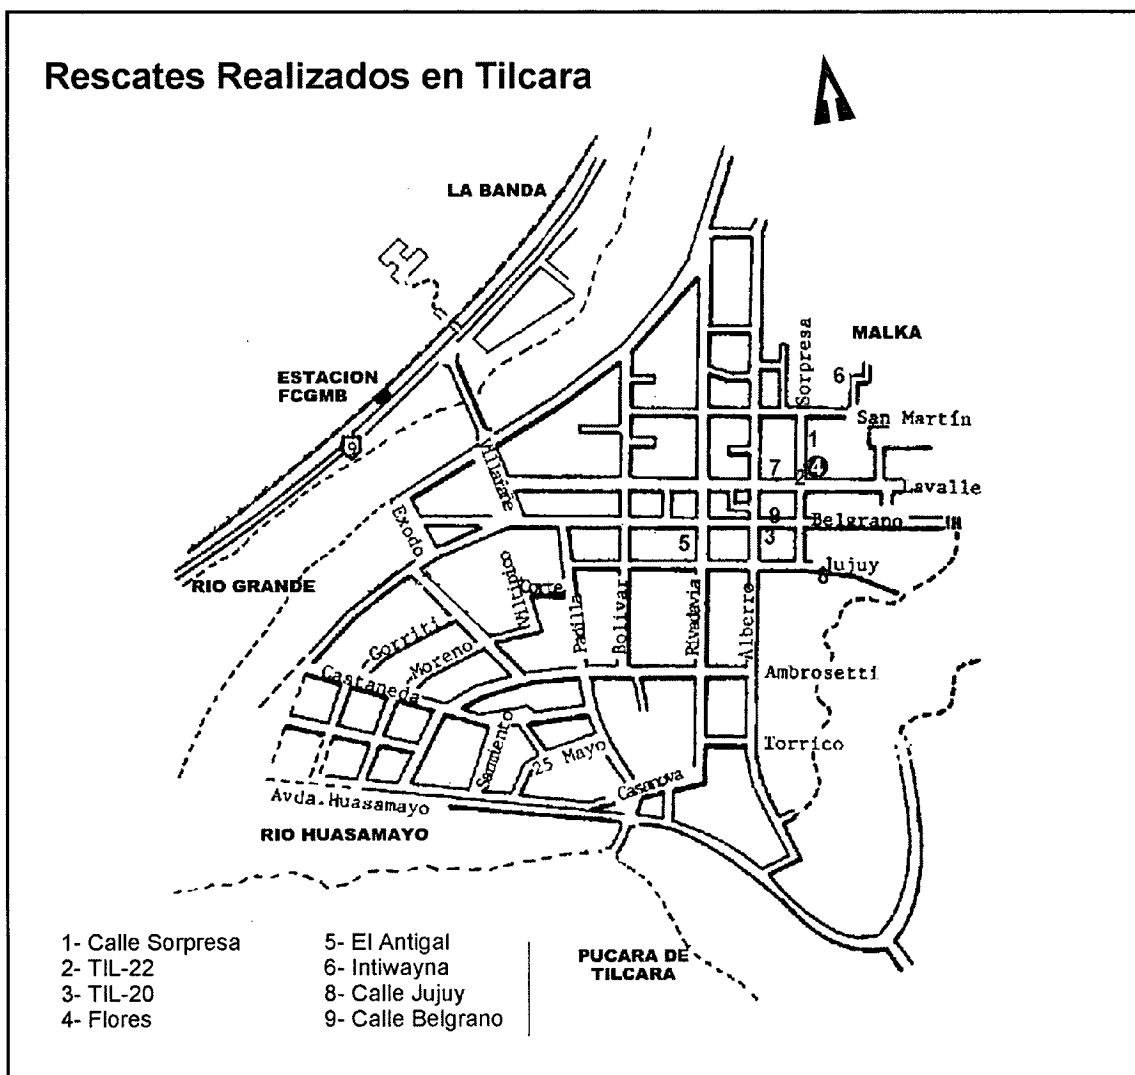 Rescates Realizados en Tilcara
LA BANDA
MALKA
Sorpresa
6
ESTACION
FCGMB
San Martín
1
9
Villafañe
7
4
2
Lavalle
Exodo
9
Belgrano
5
3
Jujuy
8
RIO GRANDE
Corte
Padilla
Bolivar
Rivadavia
Alberro
Gorriti
Moreno
Castañeda
Ambrosetti
Sarmiento
25 Mayo
Torrico
Casanova
Avda. Huasamayo
RIO HUASAMAYO
1- Calle Sorpresa
2- TIL-22
3- TIL-20
4- Flores
5- El Antigal
6- Intiwayna
8- Calle Jujuy
9- Calle Belgrano
PUCARA DE
TILCARA